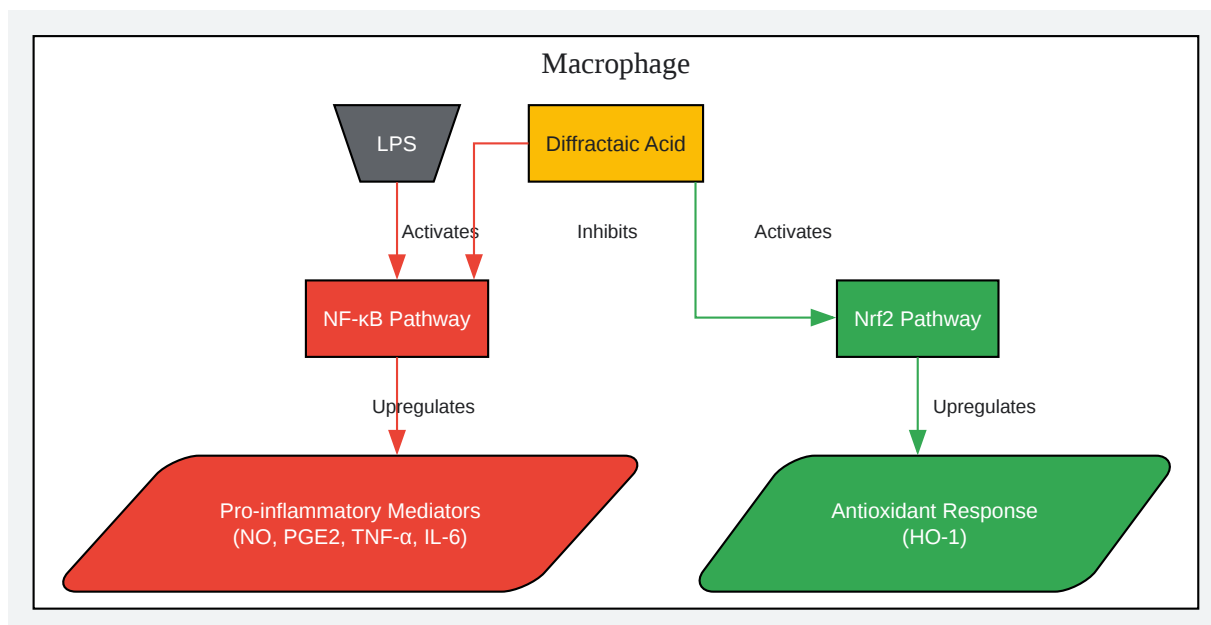 Macrophage
LPS
Diffractaic Acid
Activates
Inhibits
Activates
NF-κB Pathway
Nrf2 Pathway
Upregulates
Upregulates
Pro-inflammatory Mediators
(NO, PGE2, TNF-α, IL-6)
Antioxidant Response
(HO-1)